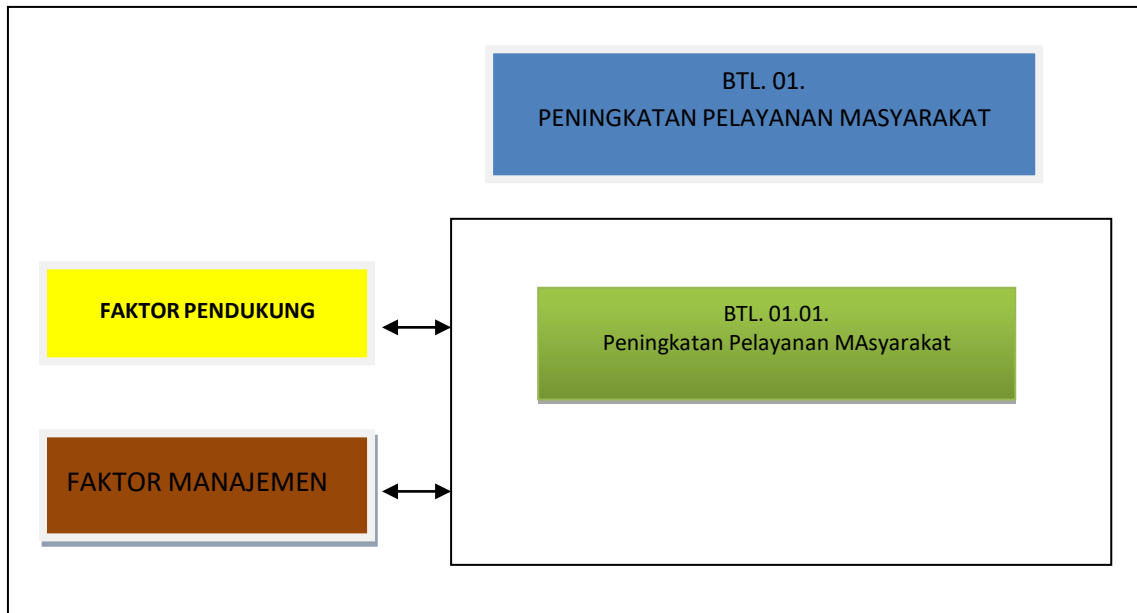 BTL. 01.
PENINGKATAN PELAYANAN MASYARAKAT
FAKTOR PENDUKUNG
BTL. 01.01.
Peningkatan Pelayanan MAsyarakat
FAKTOR MANAJEMEN